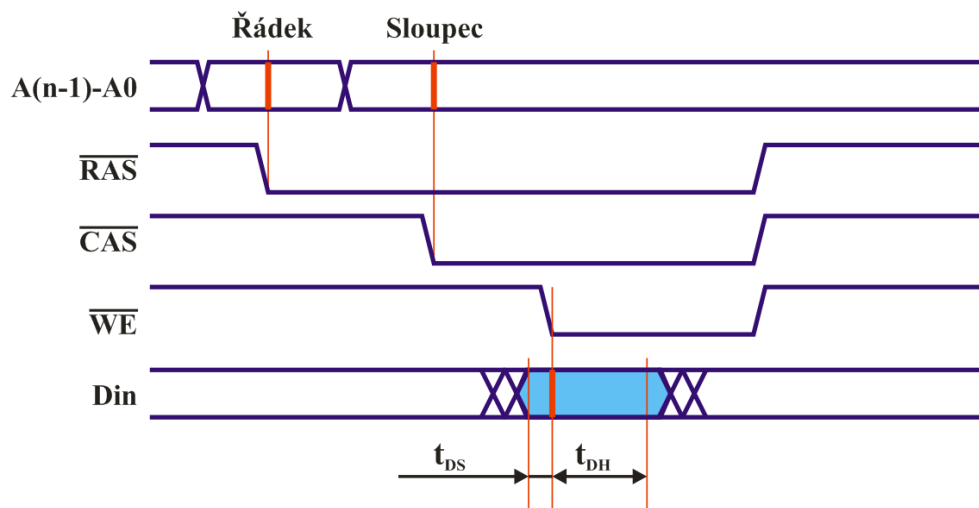 Řádek Sloupec
A(n-1)-A0
RAS
CAS
WE
Din
tDS tDH